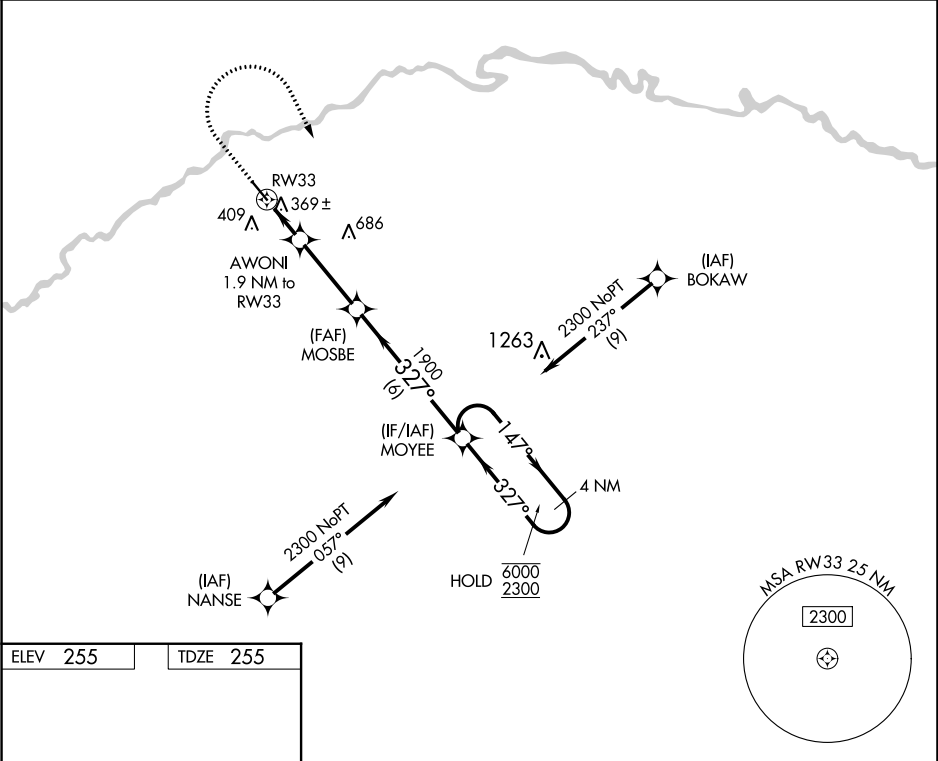 RW33
369±
409
686
AWONI
1.9 NM to
RW33
(IAF)
BOKAW
2300 NoPT
237°
(9)
(FAF)
MOSBE
1263
1900
327°
(6)
(IF/IAF)
MOYEE
147°
327°
4 NM
2300 NoPT
057°
(9)
(IAF)
NANSE
HOLD 6000
2300
MSA RW33 25 NM
2300
ELEV 255
TDZE 255